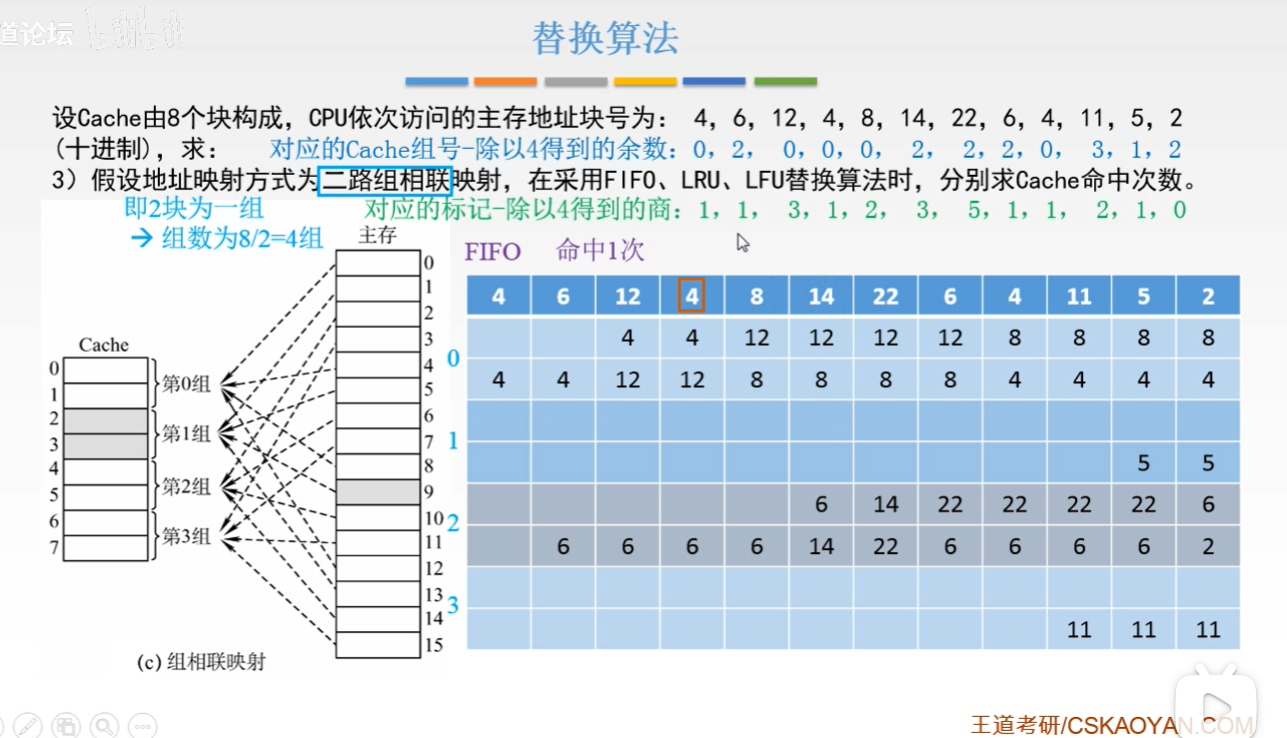 道论坛
替换算法
设Cache由8个块构成，CPU依次访问的主存地址块号为： 4，6，12，4，8，14，22，6，4，11，5，2
(十进制)，求： 对应的Cache组号-除以4得到的余数：0，2，0，0，0，2，2，2，0，3，1，2
3）假设地址映射方式为二路组相联映射，在采用FIFO、LRU、LFU替换算法时，分别求Cache命中次数。
即2块为一组 对应的标记-除以4得到的商：1，1，3，1，2，3，5，1，1，2，1，0
→ 组数为8/2=4组
主存
FIFO 命中1次
4 6 12 4 8 14 22 6 4 11 5 2
0
4 4 12 12 12 12 8 8 8 8
4 4 12 12 8 8 8 8 4 4 4 4
1
5 5
2
6 14 22 22 22 22 6
6 6 6 6 14 22 6 6 6 6 2
3
11 11 11
Cache
0
1
2
3
4
5
6
7
第0组
第1组
第2组
第3组
0
1
2
3
4
5
6
7
8
9
10
11
12
13
14
15
(c) 组相联映射
王道考研/CSKAOYAN.COM